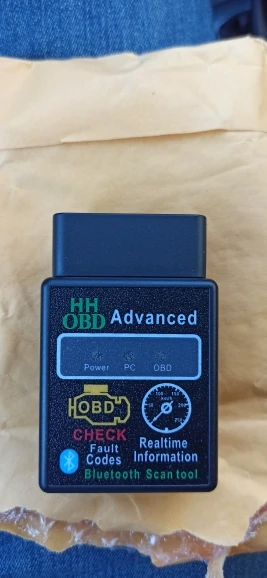 HH
OBD Advanced
Power PC OBD
OBD
CHECK
Fault
Codes
Realtime
Information
Bluetooth Scan tool